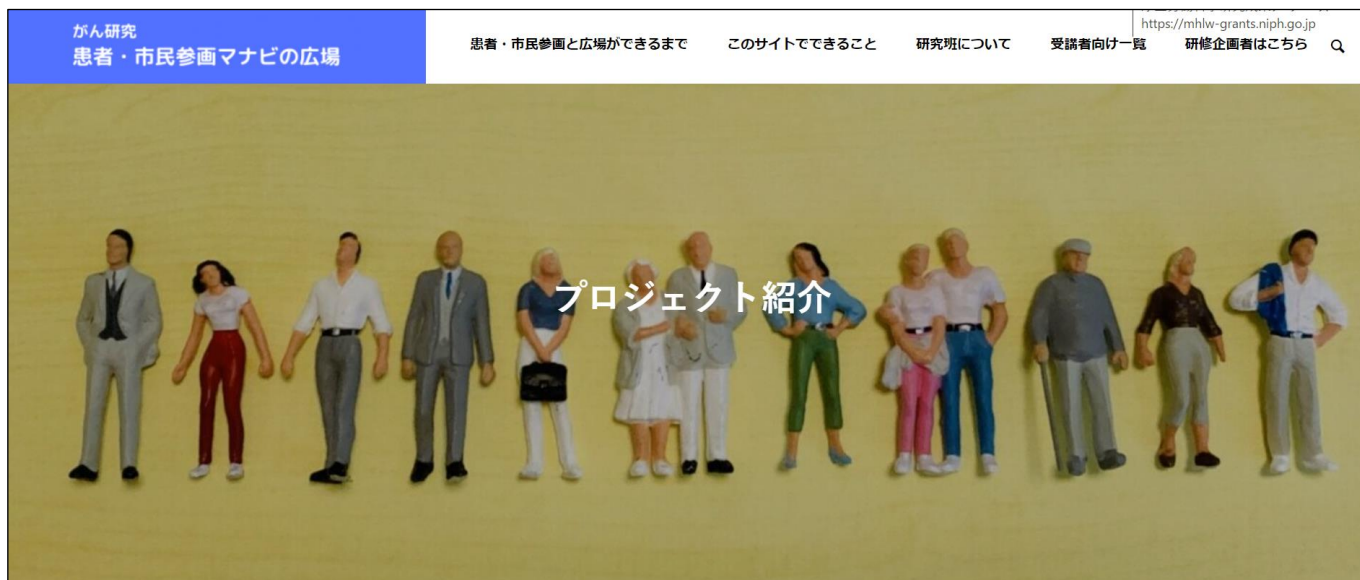 がん研究
患者・市民参画マナビの広場
患者・市民参画と広場ができるまで
このサイトでできること
研究班について
受講者向け一覧
研修企画者はこちら
https://mhlw-grants.niph.go.jp
プロジェクト紹介